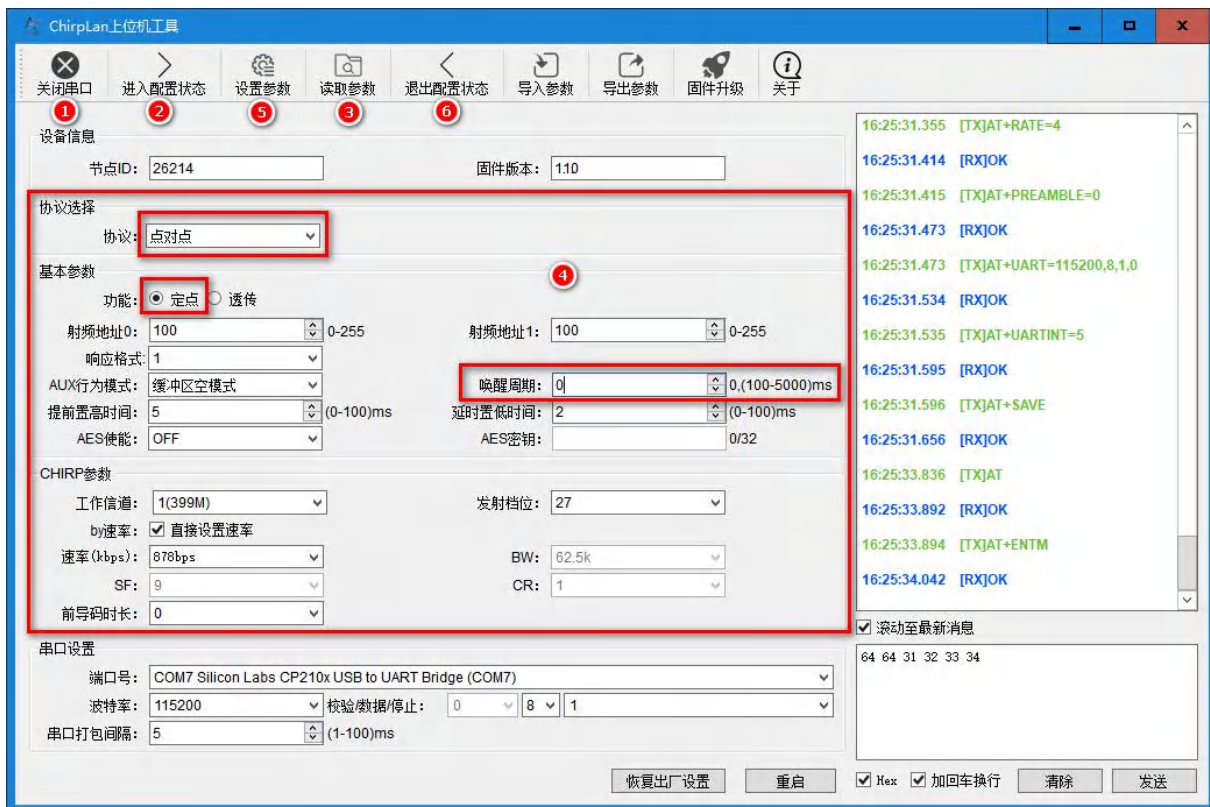 ChirpLan上位机工具
关闭串口 进入配置状态 设置参数 读取参数 退出配置状态 导入参数 导出参数 固件升级 关于
1 2 5 3 6
设备信息
节点ID: 26214 固件版本: 1.10
协议选择
协议: 点对点
基本参数
4
功能: 定点 透传
射频地址0: 100 0-255 射频地址1: 100 0-255
响应格式: 1
AUX行为模式: 缓冲区空模式 唤醒周期: 0 0,(100-5000)ms
提前置高时间: 5 (0-100)ms 延时置低时间: 2 (0-100)ms
AES使能: OFF AES密钥: 0/32
CHIRP参数
工作信道: 1(399M) 发射档位: 27
by速率: 直接设置速率
速率(kbps): 878bps BW: 62.5k
SF: 9 CR: 1
前导码时长: 0
串口设置
端口号: COM7 Silicon Labs CP210x USB to UART Bridge (COM7)
波特率: 115200 校验/数据/停止: 0 8 1
串口打包间隔: 5 (1-100)ms
恢复出厂设置 重启
16:25:31.355 [TX]AT+RATE=4
16:25:31.414 [RX]OK
16:25:31.415 [TX]AT+PREAMBLE=0
16:25:31.473 [RX]OK
16:25:31.473 [TX]AT+UART=115200,8,1,0
16:25:31.534 [RX]OK
16:25:31.535 [TX]AT+UARTINT=5
16:25:31.595 [RX]OK
16:25:31.596 [TX]AT+SAVE
16:25:31.656 [RX]OK
16:25:33.836 [TX]AT
16:25:33.892 [RX]OK
16:25:33.894 [TX]AT+ENTM
16:25:34.042 [RX]OK
滚动至最新消息
64 64 31 32 33 34
Hex 加回车换行 清除 发送